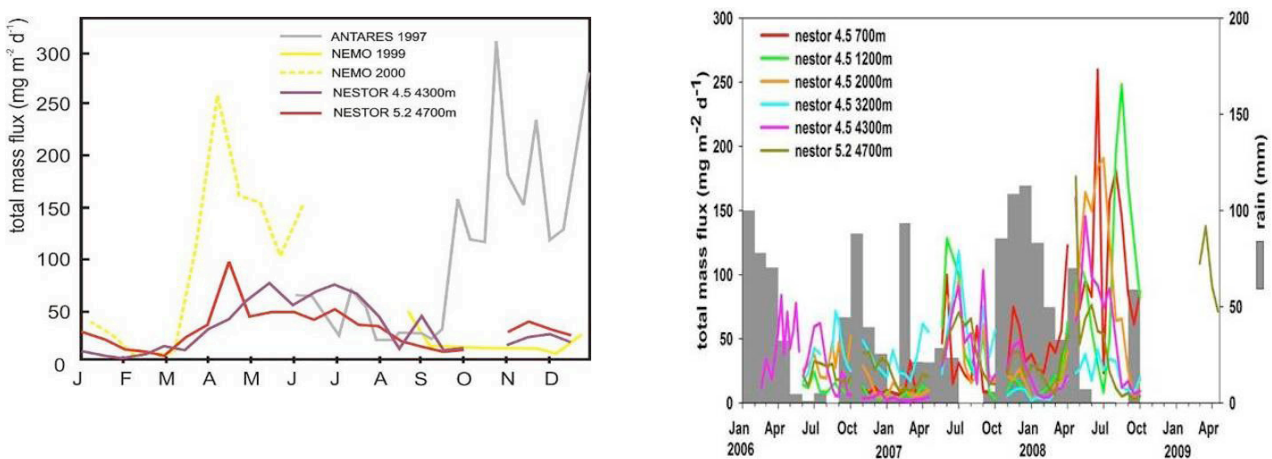 total mass flux (mg m⁻² d⁻¹)
300
250
200
150
100
50
0
ANTARES 1997
NEMO 1999
NEMO 2000
NESTOR 4.5 4300m
NESTOR 5.2 4700m
J F M A M J J A S O N D
total mass flux (mg m⁻² d⁻¹)
300
250
200
150
100
50
0
nestor 4.5 700m
nestor 4.5 1200m
nestor 4.5 2000m
nestor 4.5 3200m
nestor 4.5 4300m
nestor 5.2 4700m
200
150
100
50
0
rain (mm)
Jan Apr Jul Oct Jan Apr Jul Oct Jan Apr Jul Oct Jan Apr
2006 2007 2008 2009